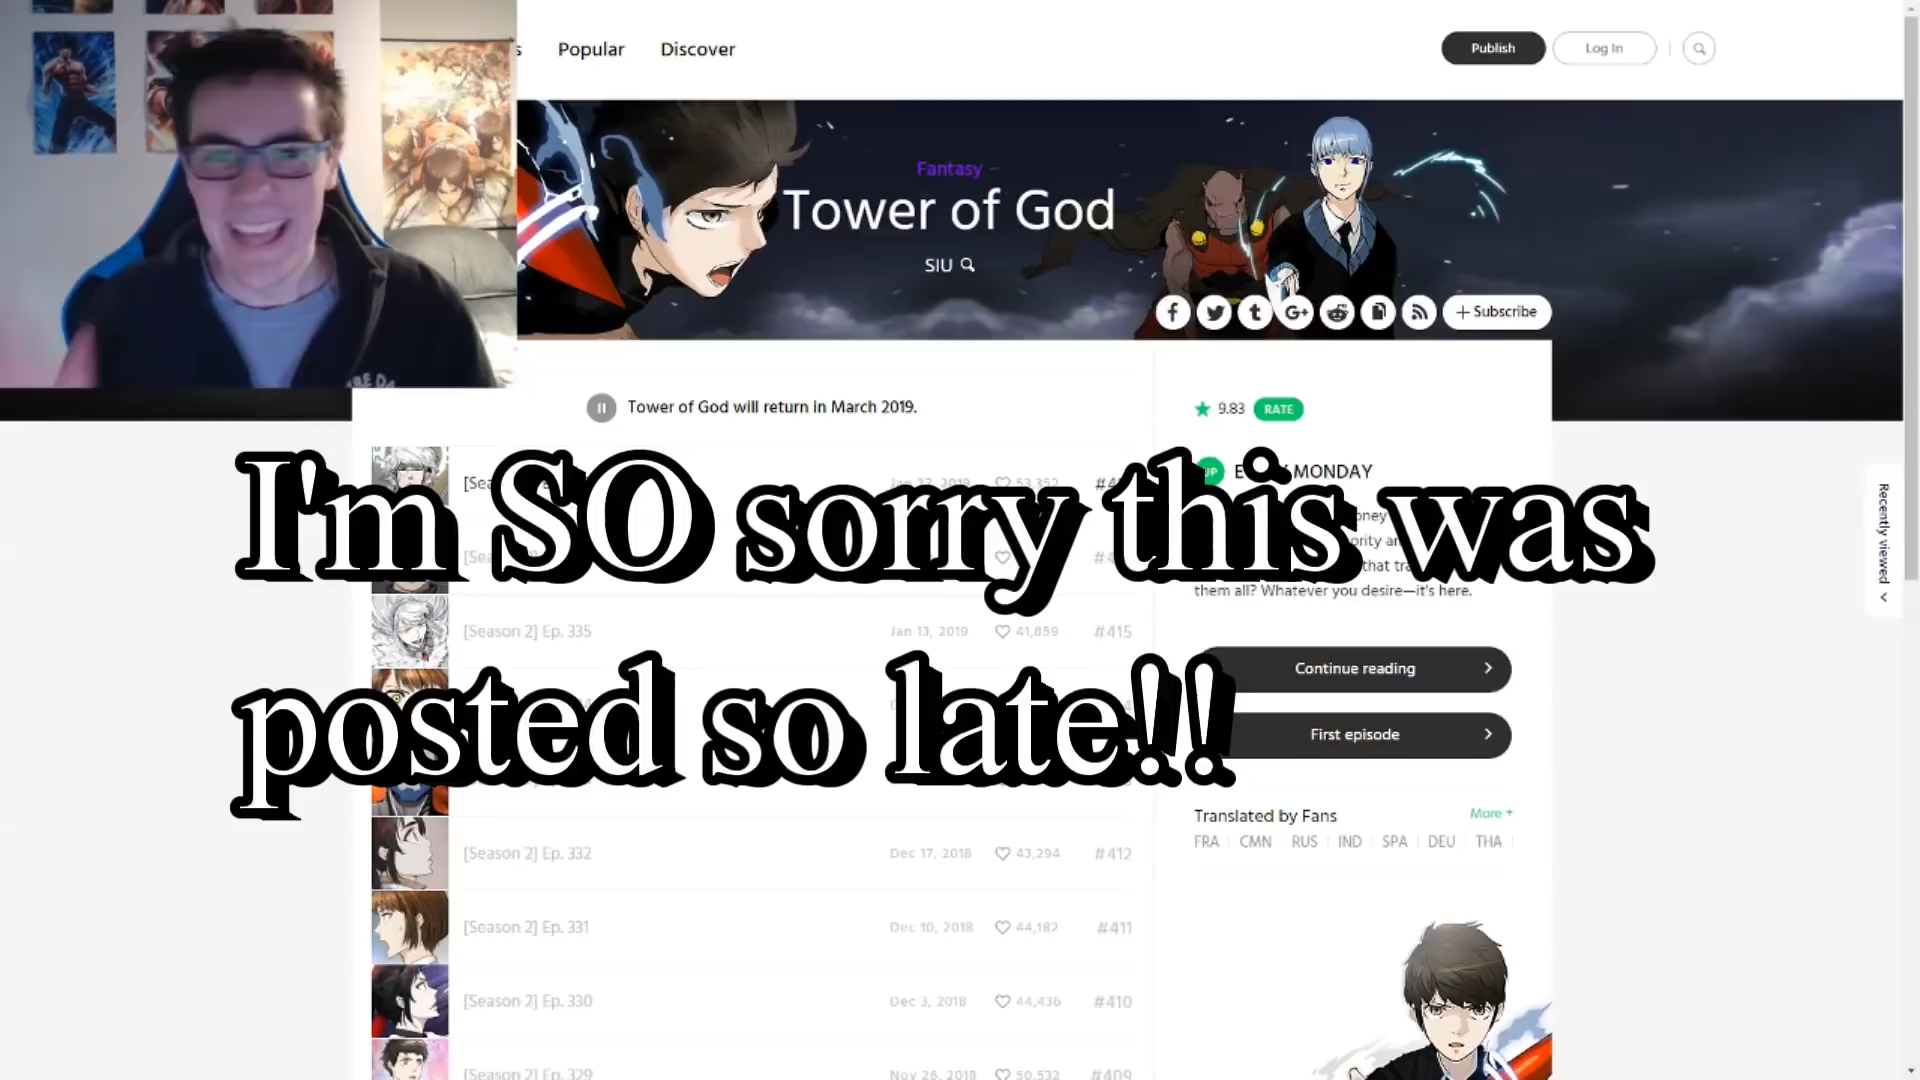 Popular Discover
Publish Log In
Fantasy
Tower of God
SIU
+ Subscribe
Tower of God will return in March 2019.
9.83 RATE
MONDAY
I'm SO sorry this was
posted so late!!
them all? Whatever you desire—it's here.
Recently viewed
[Season 2] Ep. 335 Jan 13, 2019 41,859 #415
Continue reading
First episode
Translated by Fans More +
FRA CMN RUS IND SPA DEU THA
[Season 2] Ep. 332 Dec 17, 2018 43,294 #412
[Season 2] Ep. 331 Dec 10, 2018 44,182 #411
[Season 2] Ep. 330 Dec 3, 2018 44,436 #410
[Season 2] Ep. 329 Nov 26, 2018 50,532 #409